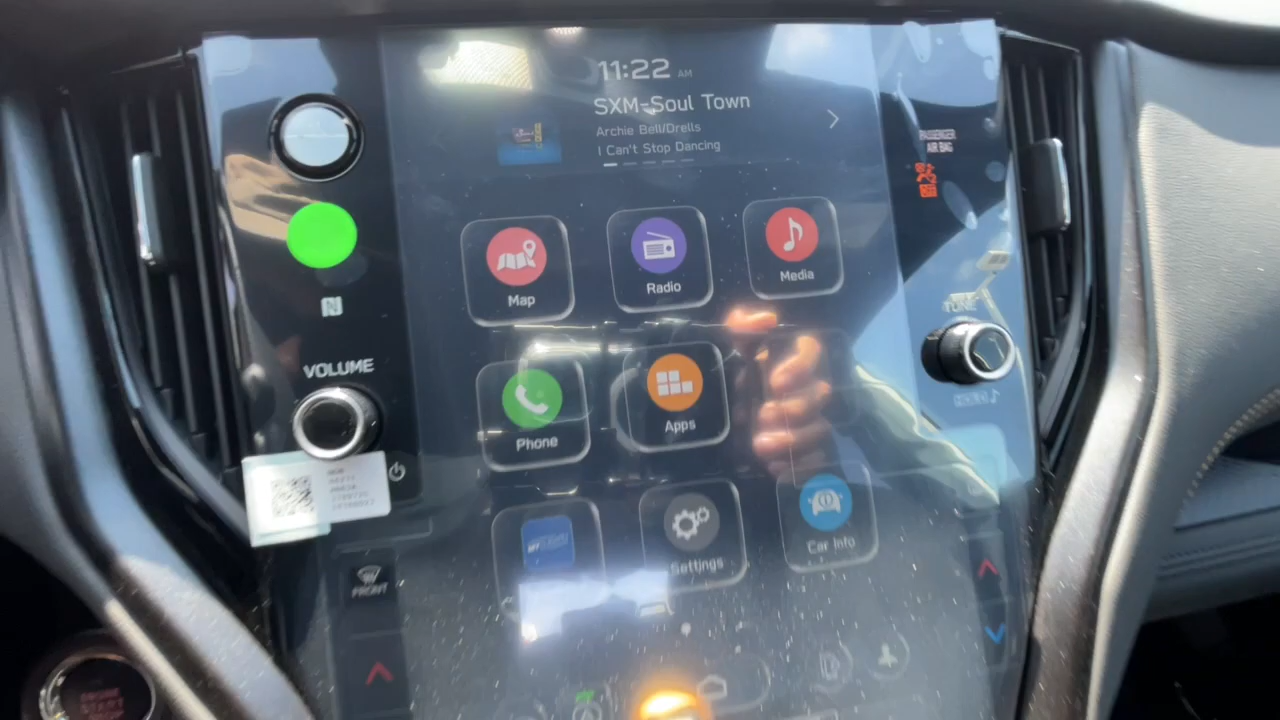 11:22 AM
SXM-Soul Town
Archie Bell/Drells
I Can't Stop Dancing
PASSENGER
AIR BAG
Map
Radio
Media
VOLUME
TUNE
Phone
Apps
Settings
Car Info
FRONT
ENGINE